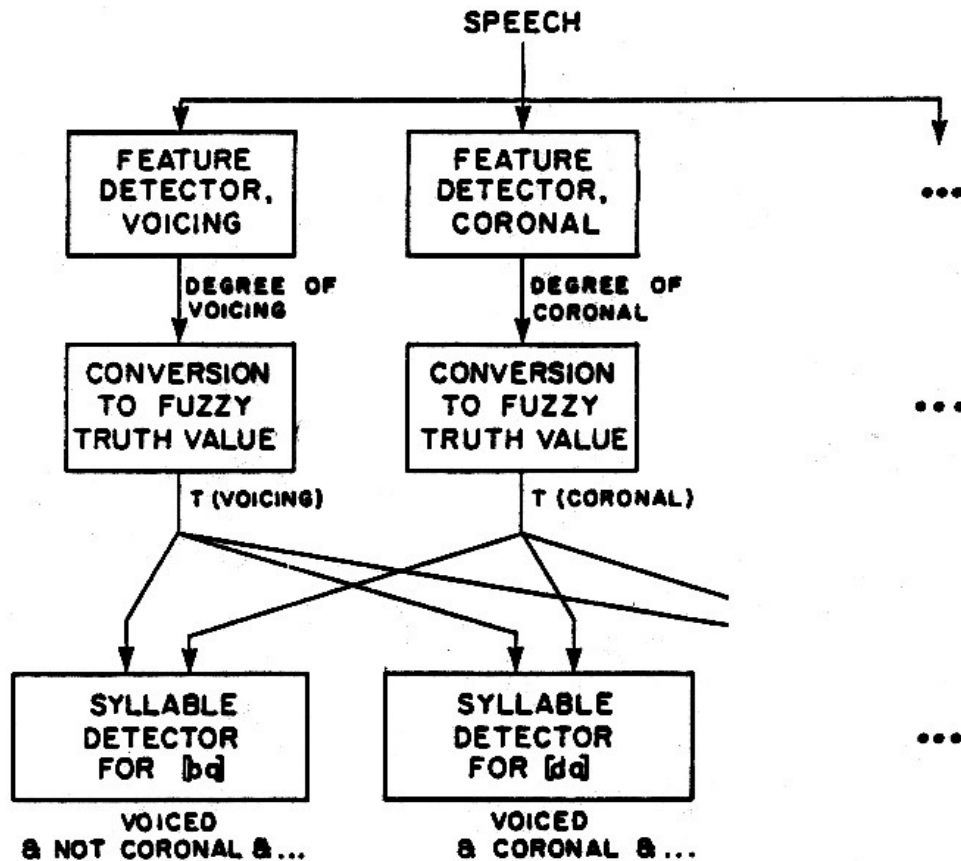 SPEECH
FEATURE
DETECTOR,
VOICING
FEATURE
DETECTOR,
CORONAL
...
DEGREE OF
VOICING
DEGREE OF
CORONAL
CONVERSION
TO FUZZY
TRUTH VALUE
CONVERSION
TO FUZZY
TRUTH VALUE
...
T (VOICING)
T (CORONAL)
SYLLABLE
DETECTOR
FOR [bɑ]
SYLLABLE
DETECTOR
FOR [dɑ]
...
VOICED
& NOT CORONAL & ...
VOICED
& CORONAL & ...